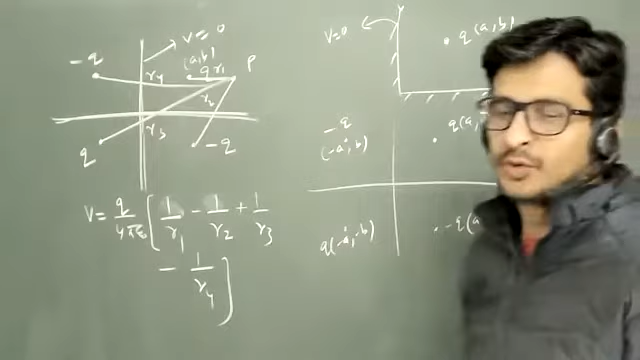 V = 0
(a,b)
-q
q
r1
P
r4
r2
r3
q
-q
V = q/4πε0 [ 1/r1 - 1/r2 + 1/r3
- 1/r4 ]
V=0
q(a,b)
-q
(-a,b)
q(a,
q(-a,-b)
-q(a